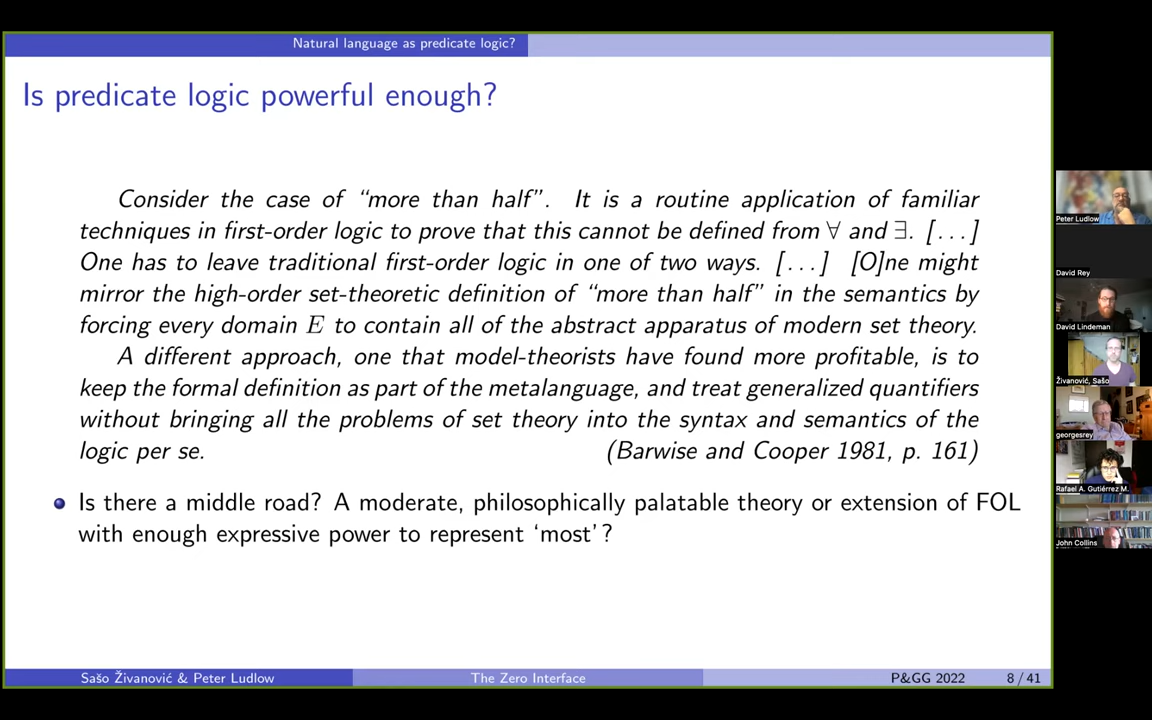 Natural language as predicate logic?
Is predicate logic powerful enough?
Consider the case of “more than half”. It is a routine application of familiar
techniques in first-order logic to prove that this cannot be defined from ∀ and ∃. [...]
One has to leave traditional first-order logic in one of two ways. [...] [O]ne might
mirror the high-order set-theoretic definition of “more than half” in the semantics by
forcing every domain E to contain all of the abstract apparatus of modern set theory.
A different approach, one that model-theorists have found more profitable, is to
keep the formal definition as part of the metalanguage, and treat generalized quantifiers
without bringing all the problems of set theory into the syntax and semantics of the
logic per se. (Barwise and Cooper 1981, p. 161)
Is there a middle road? A moderate, philosophically palatable theory or extension of FOL
with enough expressive power to represent ‘most’?
Sašo Živanović & Peter Ludlow The Zero Interface P&GG 2022 8 / 41
Peter Ludlow
David Rey
David Lindeman
Živanović, Sašo
georgesrey
Rafael A. Gutiérrez M.
John Collins